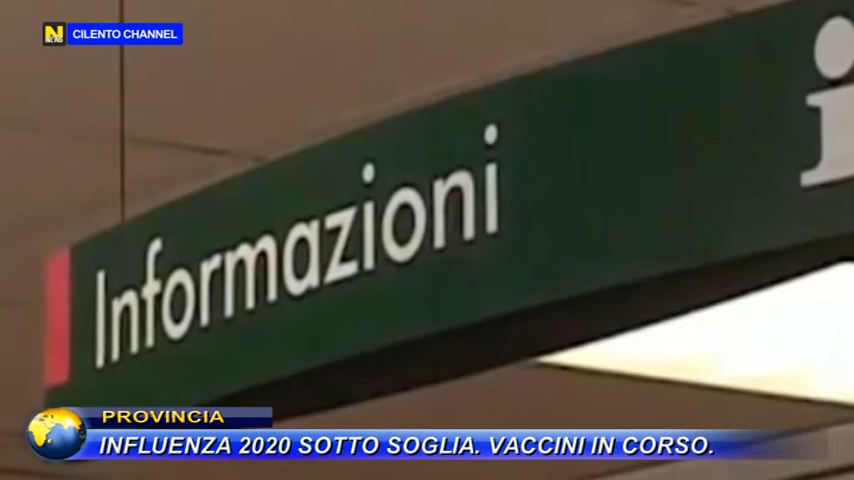 CILENTO CHANNEL
Informazioni i
PROVINCIA
INFLUENZA 2020 SOTTO SOGLIA. VACCINI IN CORSO.